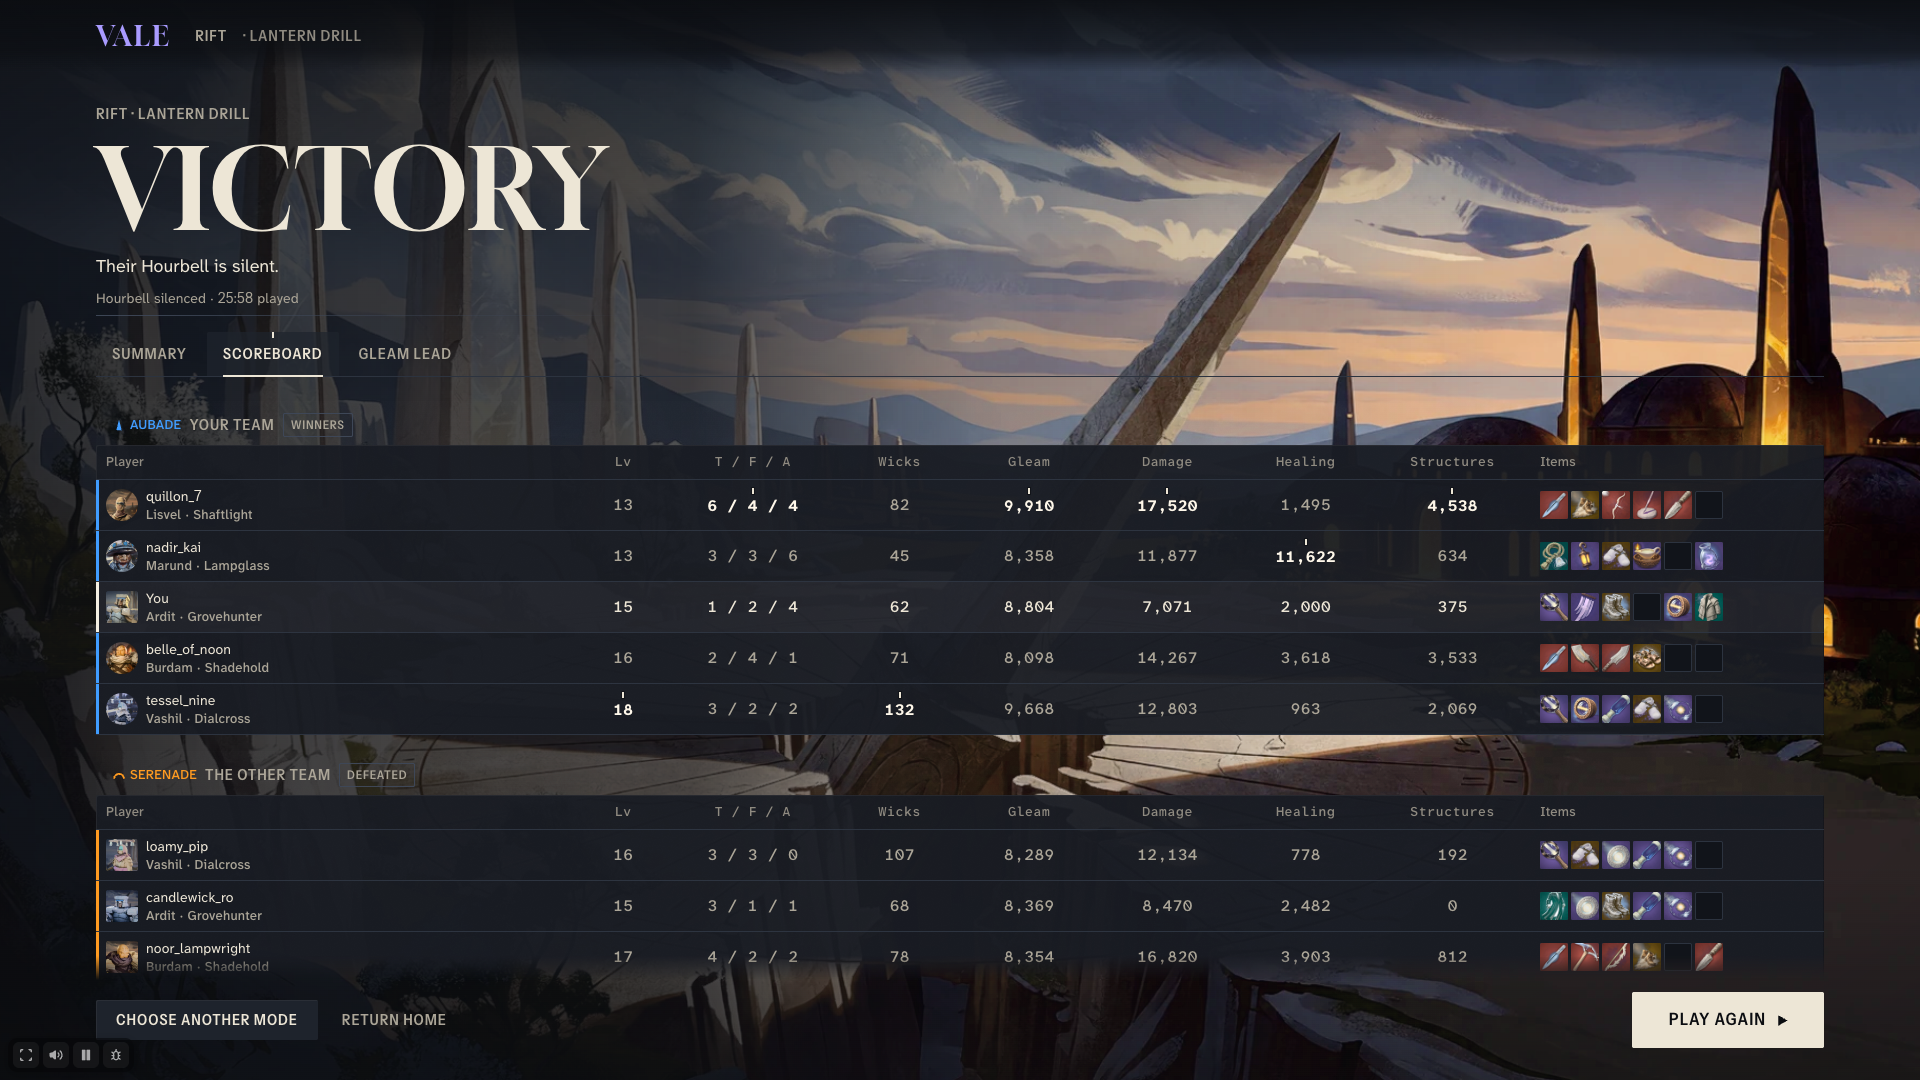 VALE RIFT · LANTERN DRILL
RIFT · LANTERN DRILL
VICTORY
Their Hourbell is silent.
Hourbell silenced · 25:58 played
SUMMARY SCOREBOARD GLEAM LEAD
AUBADE YOUR TEAM WINNERS
Player Lv T / F / A Wicks Gleam Damage Healing Structures Items
quillon_7
Lisvel · Shaftlight
13 6 / 4 / 4 82 9,910 17,520 1,495 4,538
nadir_kai
Marund · Lampglass
13 3 / 3 / 6 45 8,358 11,877 11,622 634
You
Ardit · Grovehunter
15 1 / 2 / 4 62 8,804 7,071 2,000 375
belle_of_noon
Burdam · Shadehold
16 2 / 4 / 1 71 8,098 14,267 3,618 3,533
tessel_nine
Vashil · Dialcross
18 3 / 2 / 2 132 9,668 12,803 963 2,069
SERENADE THE OTHER TEAM DEFEATED
Player Lv T / F / A Wicks Gleam Damage Healing Structures Items
loamy_pip
Vashil · Dialcross
16 3 / 3 / 0 107 8,289 12,134 778 192
candlewick_ro
Ardit · Grovehunter
15 3 / 1 / 1 68 8,369 8,470 2,482 0
noor_lampwright
Burdam · Shadehold
17 4 / 2 / 2 78 8,354 16,820 3,903 812
CHOOSE ANOTHER MODE RETURN HOME PLAY AGAIN